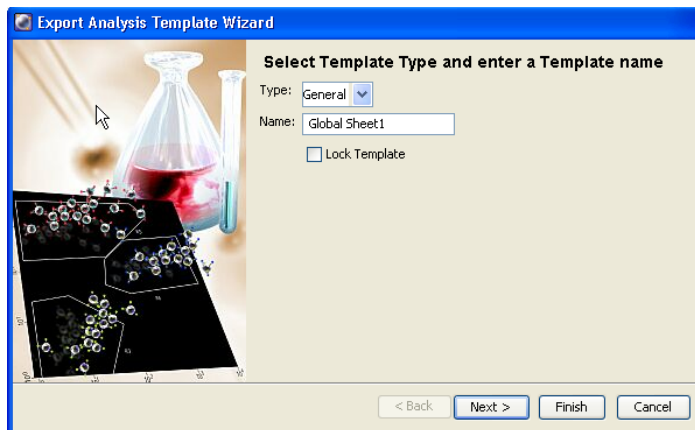 Export Analysis Template Wizard
Select Template Type and enter a Template name
Type: General
Name: Global Sheet1
Lock Template
< Back Next > Finish Cancel